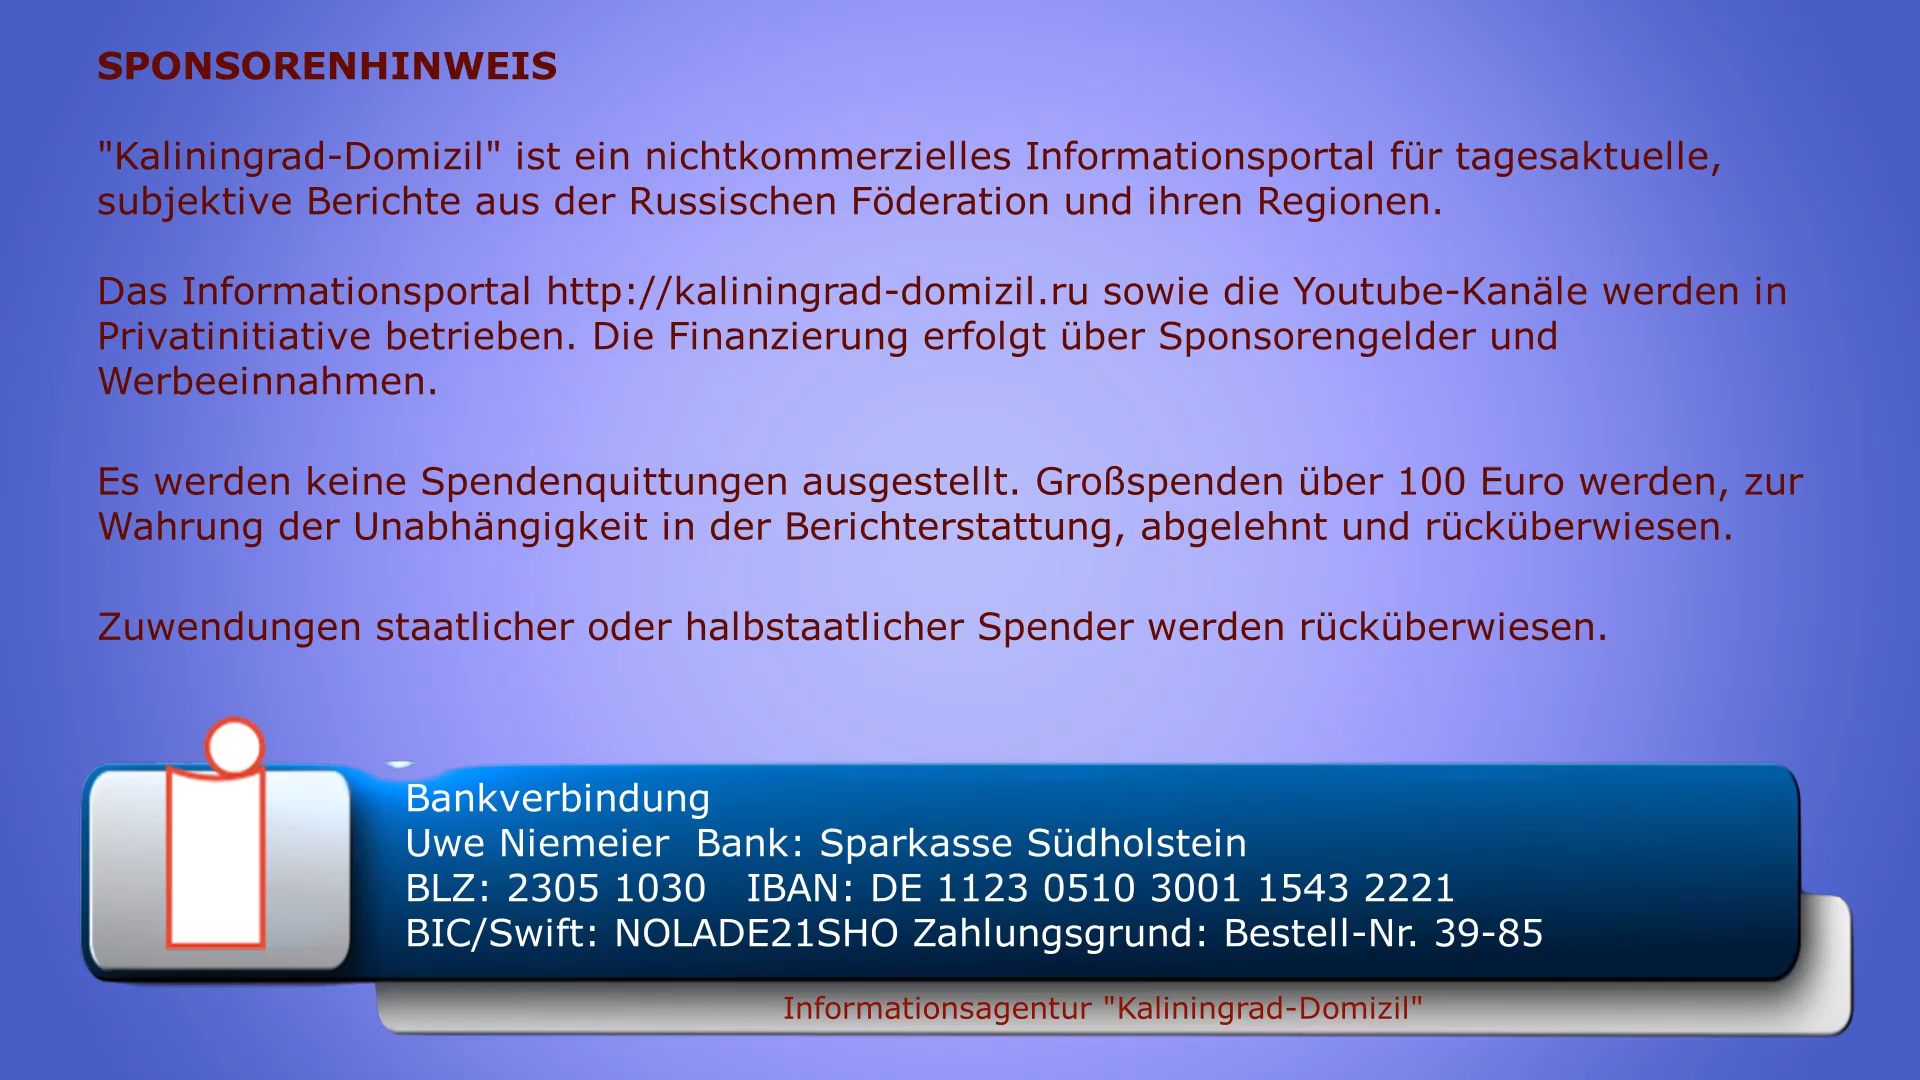 SPONSORENHINWEIS
"Kaliningrad-Domizil" ist ein nichtkommerzielles Informationsportal für tagesaktuelle,
subjektive Berichte aus der Russischen Föderation und ihren Regionen.
Das Informationsportal http://kaliningrad-domizil.ru sowie die Youtube-Kanäle werden in
Privatinitiative betrieben. Die Finanzierung erfolgt über Sponsorengelder und
Werbeeinnahmen.
Es werden keine Spendenquittungen ausgestellt. Großspenden über 100 Euro werden, zur
Wahrung der Unabhängigkeit in der Berichterstattung, abgelehnt und rücküberwiesen.
Zuwendungen staatlicher oder halbstaatlicher Spender werden rücküberwiesen.
Bankverbindung
Uwe Niemeier  Bank: Sparkasse Südholstein
BLZ: 2305 1030   IBAN: DE 1123 0510 3001 1543 2221
BIC/Swift: NOLADE21SHO Zahlungsgrund: Bestell-Nr. 39-85
Informationsagentur "Kaliningrad-Domizil"